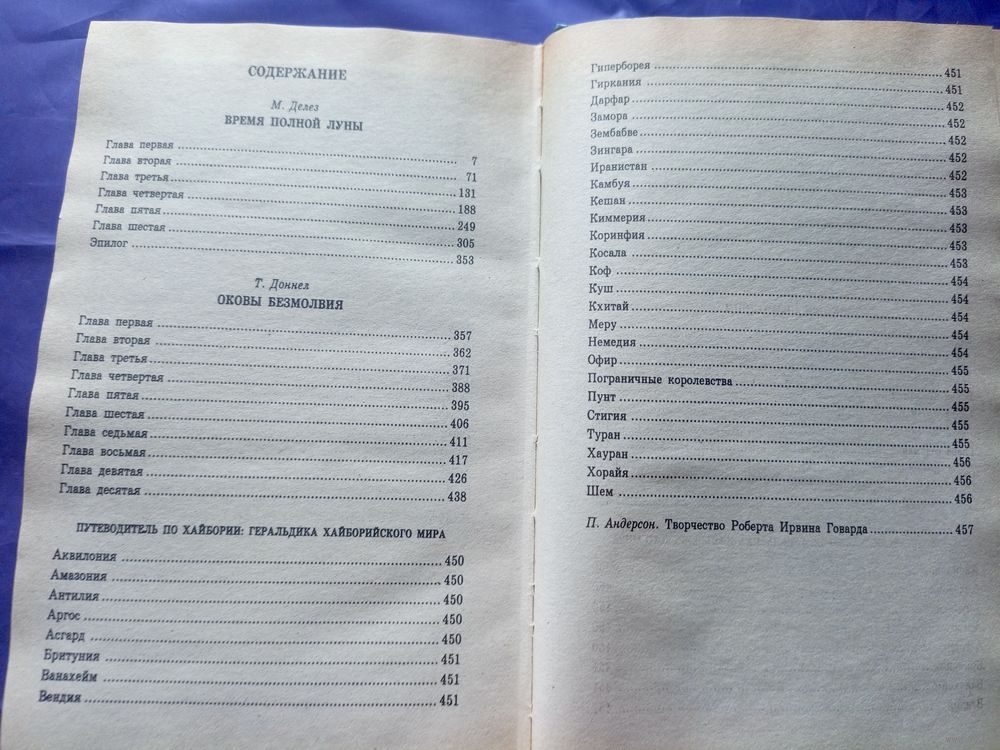 СОДЕРЖАНИЕ
М. Делез
ВРЕМЯ ПОЛНОЙ ЛУНЫ
Глава первая 7
Глава вторая 71
Глава третья 131
Глава четвертая 188
Глава пятая 249
Глава шестая 305
Эпилог 353
Т. Доннел
ОКОВЫ БЕЗМОЛВИЯ
Глава первая 357
Глава вторая 362
Глава третья 371
Глава четвертая 388
Глава пятая 395
Глава шестая 406
Глава седьмая 411
Глава восьмая 417
Глава девятая 426
Глава десятая 438
ПУТЕВОДИТЕЛЬ ПО ХАЙБОРИИ: ГЕРАЛЬДИКА ХАЙБОРИЙСКОГО МИРА
Аквилония 450
Амазония 450
Антилия 450
Аргос 450
Асгард 450
Бритуния 451
Ванахейм 451
Вендия 451
Гиперборея 451
Гиркания 451
Дарфар 452
Замора 452
Зембабве 452
Зингара 452
Иранистан 452
Камбуя 453
Кешан 453
Киммерия 453
Коринфия 453
Косала 453
Коф 454
Куш 454
Кхитай 454
Меру 454
Немедия 454
Офир 455
Пограничные королевства 455
Пунт 455
Стигия 455
Туран 455
Хауран 456
Хорайя 456
Шем 456
П. Андерсон. Творчество Роберта Ирвина Говарда 457